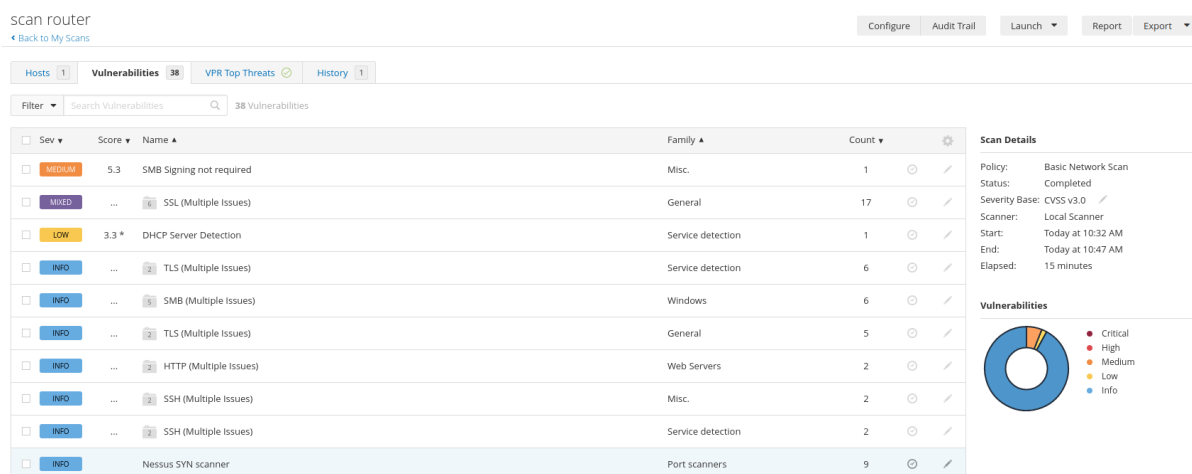 scan router
Back to My Scans
Configure Audit Trail Launch Report Export
Hosts 1 Vulnerabilities 38 VPR Top Threats History 1
Filter Search Vulnerabilities 38 Vulnerabilities
Sev Score Name Family Count
MEDIUM 5.3 SMB Signing not required Misc. 1
MIXED ... 6 SSL (Multiple Issues) General 17
LOW 3.3 * DHCP Server Detection Service detection 1
INFO ... 2 TLS (Multiple Issues) Service detection 6
INFO ... 5 SMB (Multiple Issues) Windows 6
INFO ... 2 TLS (Multiple Issues) General 5
INFO ... 2 HTTP (Multiple Issues) Web Servers 2
INFO ... 2 SSH (Multiple Issues) Misc. 2
INFO ... 2 SSH (Multiple Issues) Service detection 2
INFO Nessus SYN scanner Port scanners 9
Scan Details
Policy: Basic Network Scan
Status: Completed
Severity Base: CVSS v3.0
Scanner: Local Scanner
Start: Today at 10:32 AM
End: Today at 10:47 AM
Elapsed: 15 minutes
Vulnerabilities
Critical
High
Medium
Low
Info